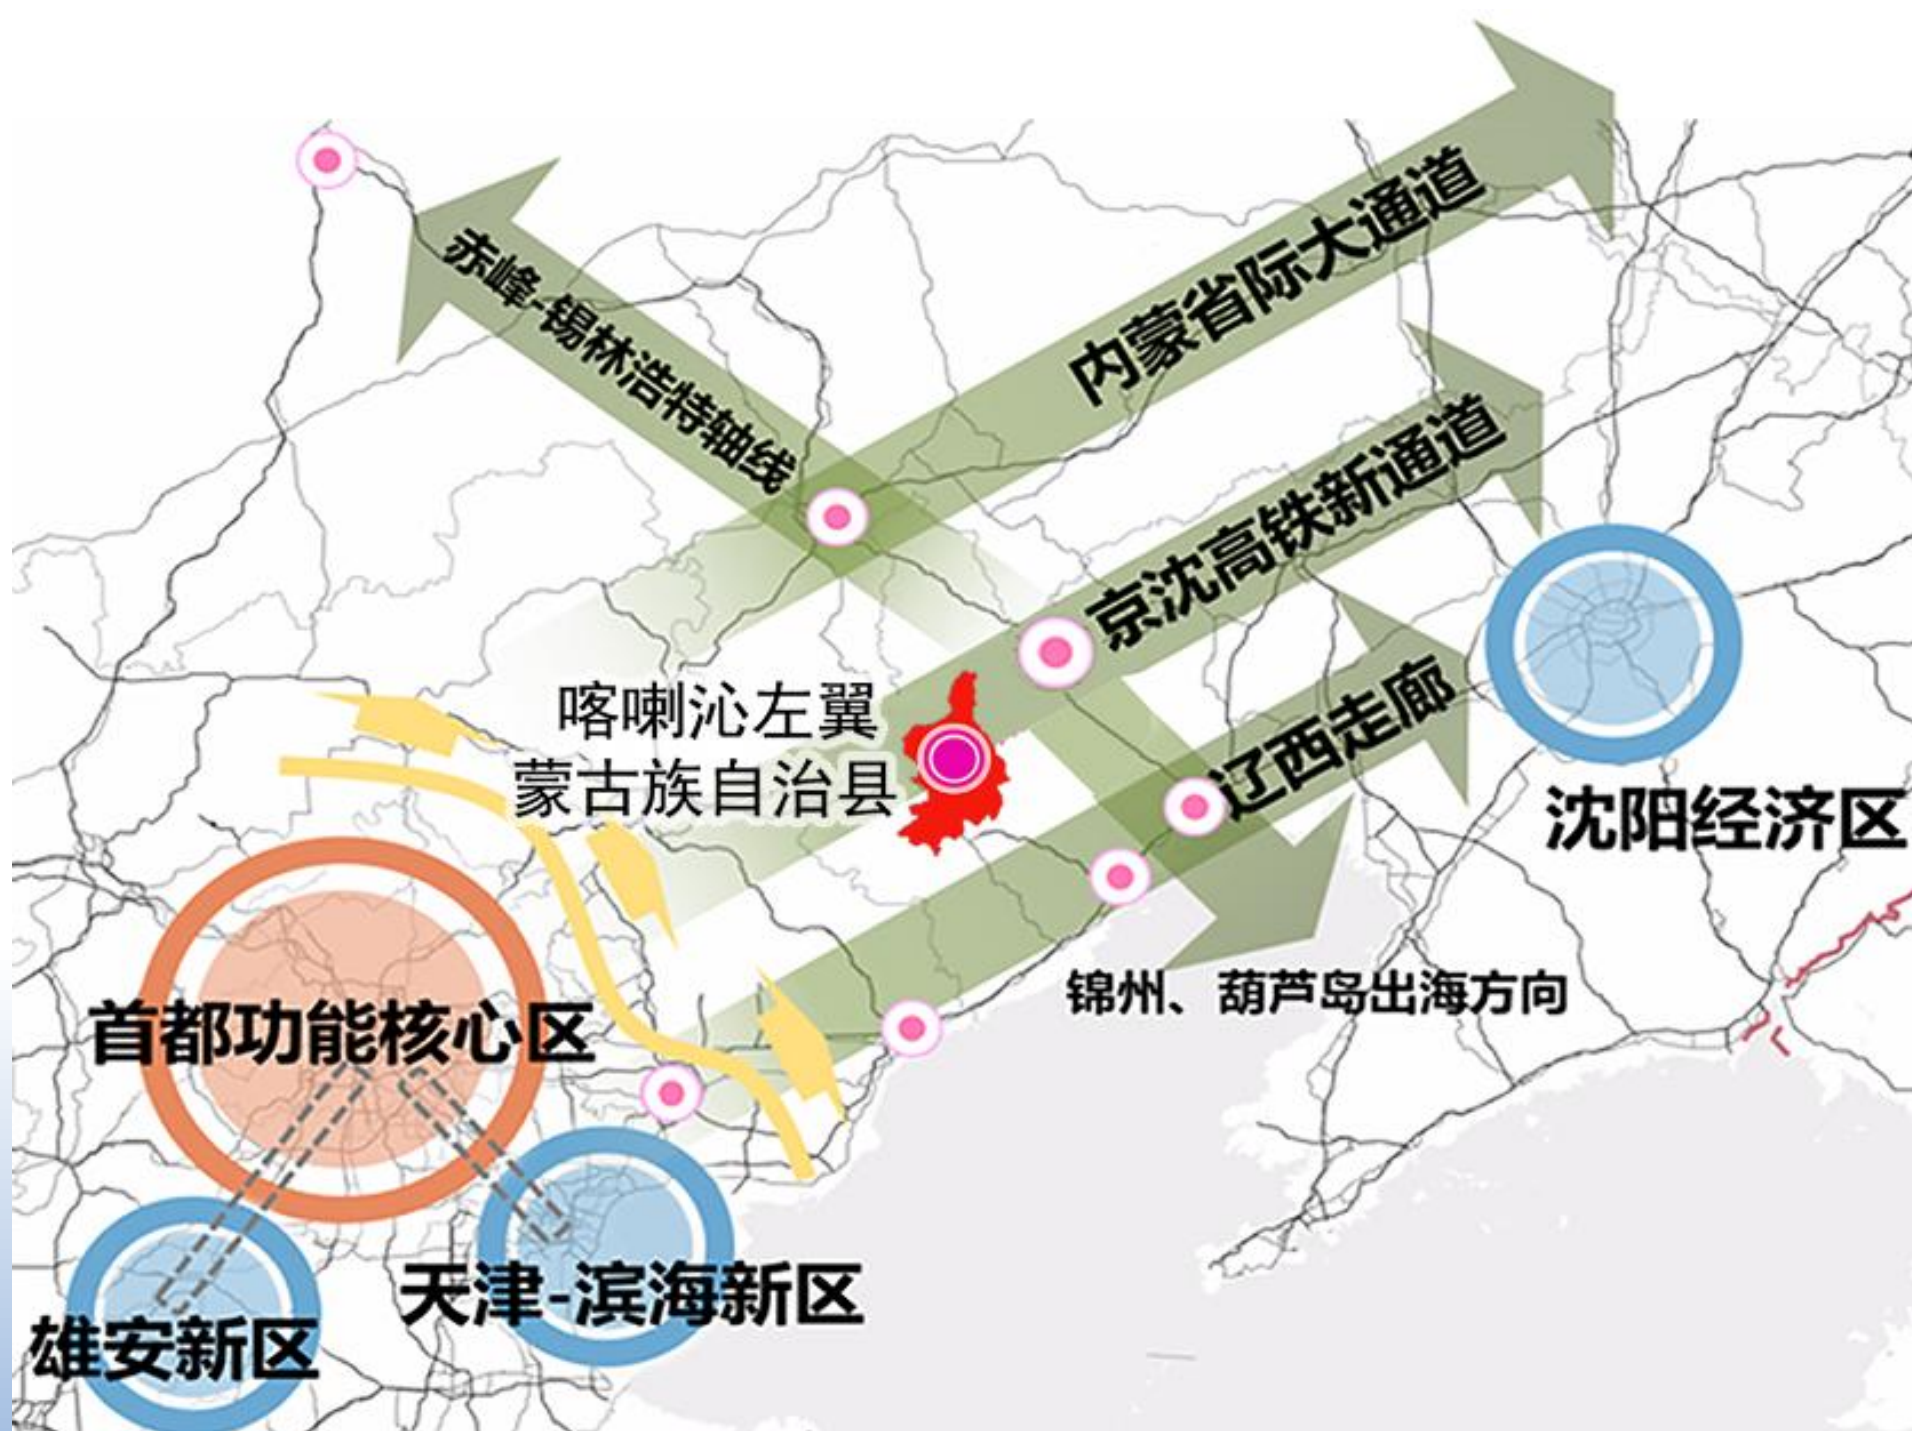 内蒙省际大通道
赤峰-锡林浩特轴线
京沈高铁新通道
喀喇沁左翼
蒙古族自治县
辽西走廊
沈阳经济区
锦州、葫芦岛出海方向
首都功能核心区
天津-滨海新区
雄安新区